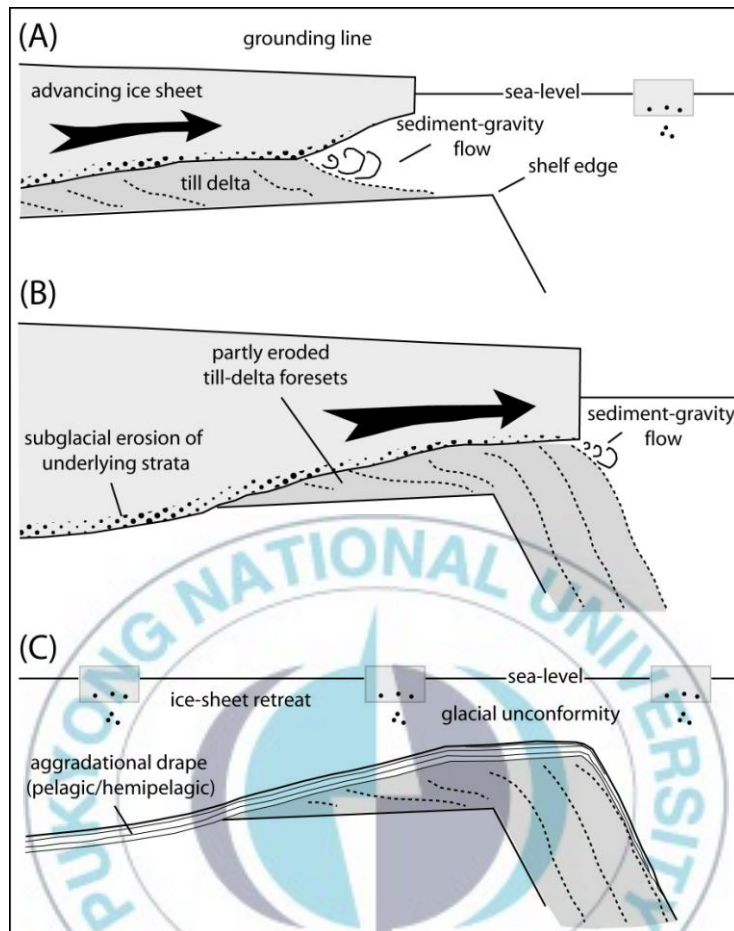 (A)
grounding line
advancing ice sheet
sea-level
sediment-gravity
flow
shelf edge
till delta
(B)
partly eroded
till-delta foresets
sediment-gravity
flow
subglacial erosion of
underlying strata
(C)
sea-level
ice-sheet retreat
glacial unconformity
aggradational drape
(pelagic/hemipelagic)
PUKYONG NATIONAL UNIVERSITY